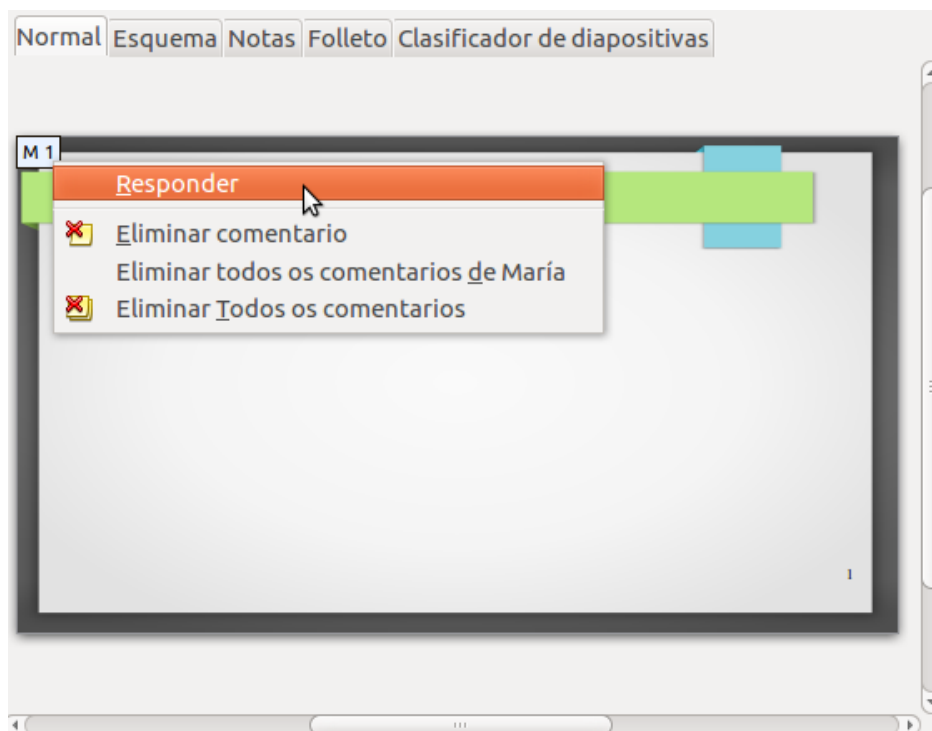 Normal Esquema Notas Folleto Clasificador de diapositivas
M 1
Responder
Eliminar comentario
Eliminar todos os comentarios de María
Eliminar Todos os comentarios
1